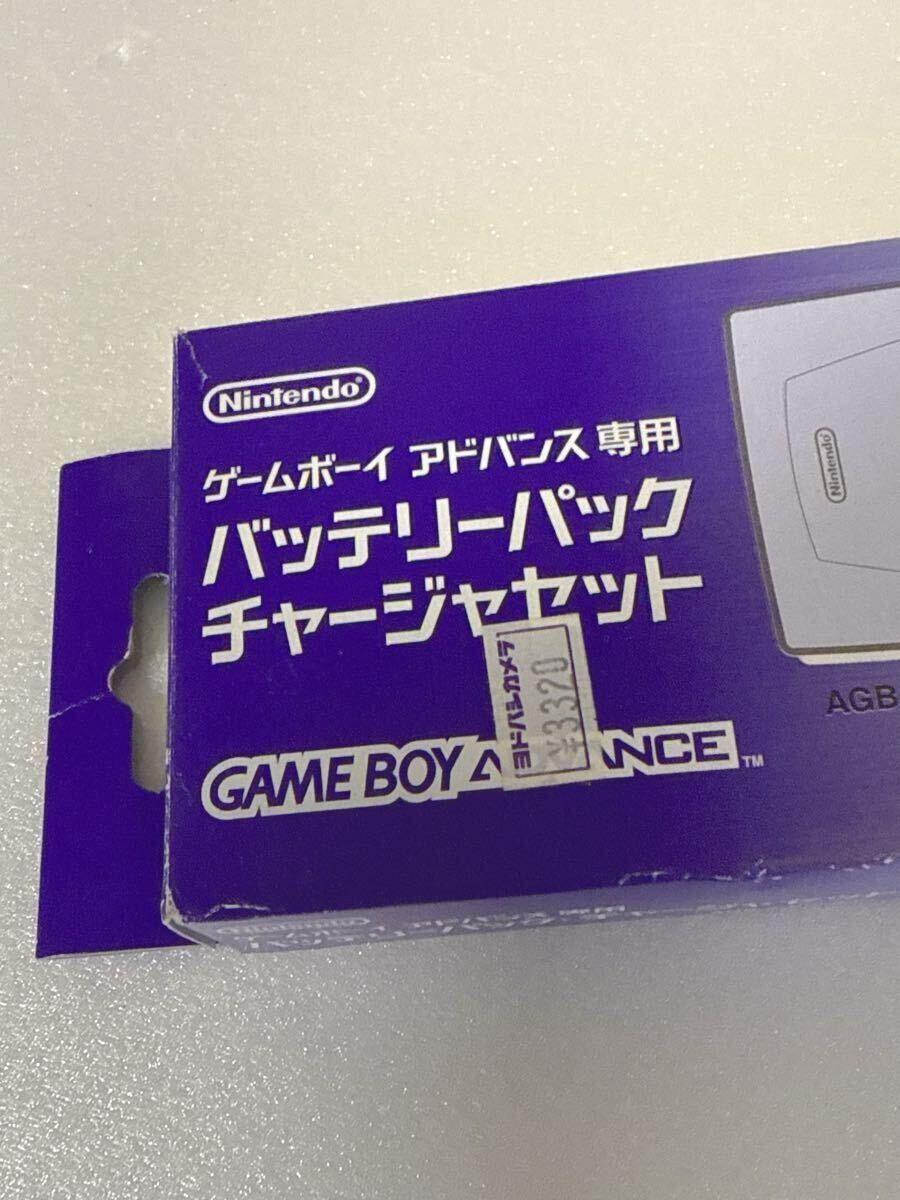 Nintendo®
ゲームボーイ アドバンス 専用
バッテリーパック
チャージャセット
ヨドバシカメラ
¥3320
GAME BOY ADVANCE™
Nintendo
AGB